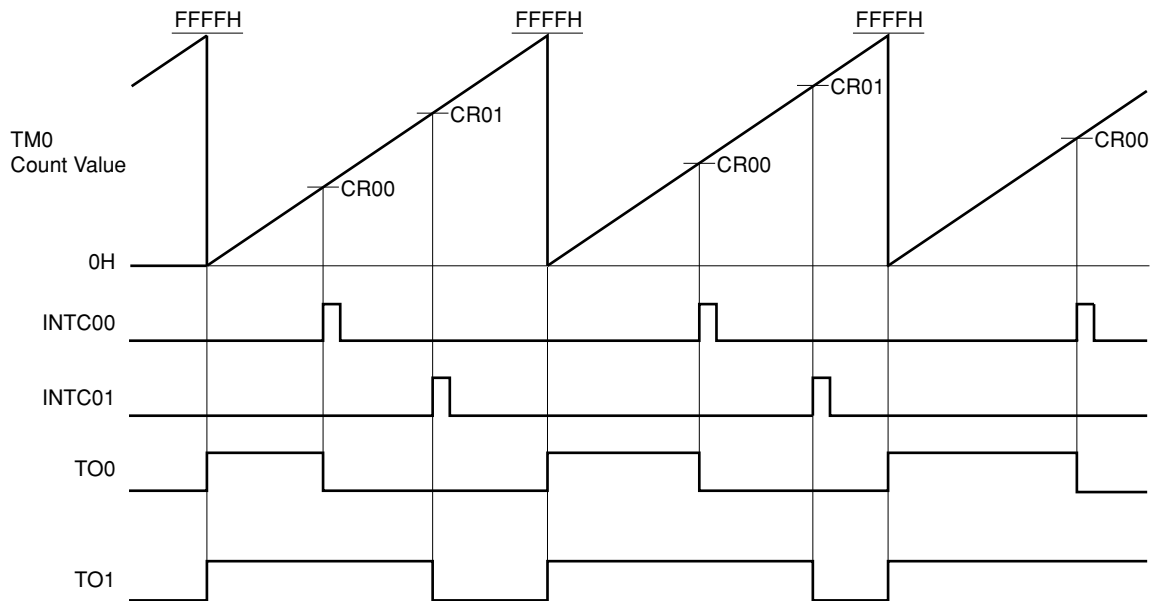 FFFFH FFFFH FFFFH
CR01
CR01
TM0
Count Value
CR00
CR00
CR00
0H
INTC00
INTC01
TO0
TO1